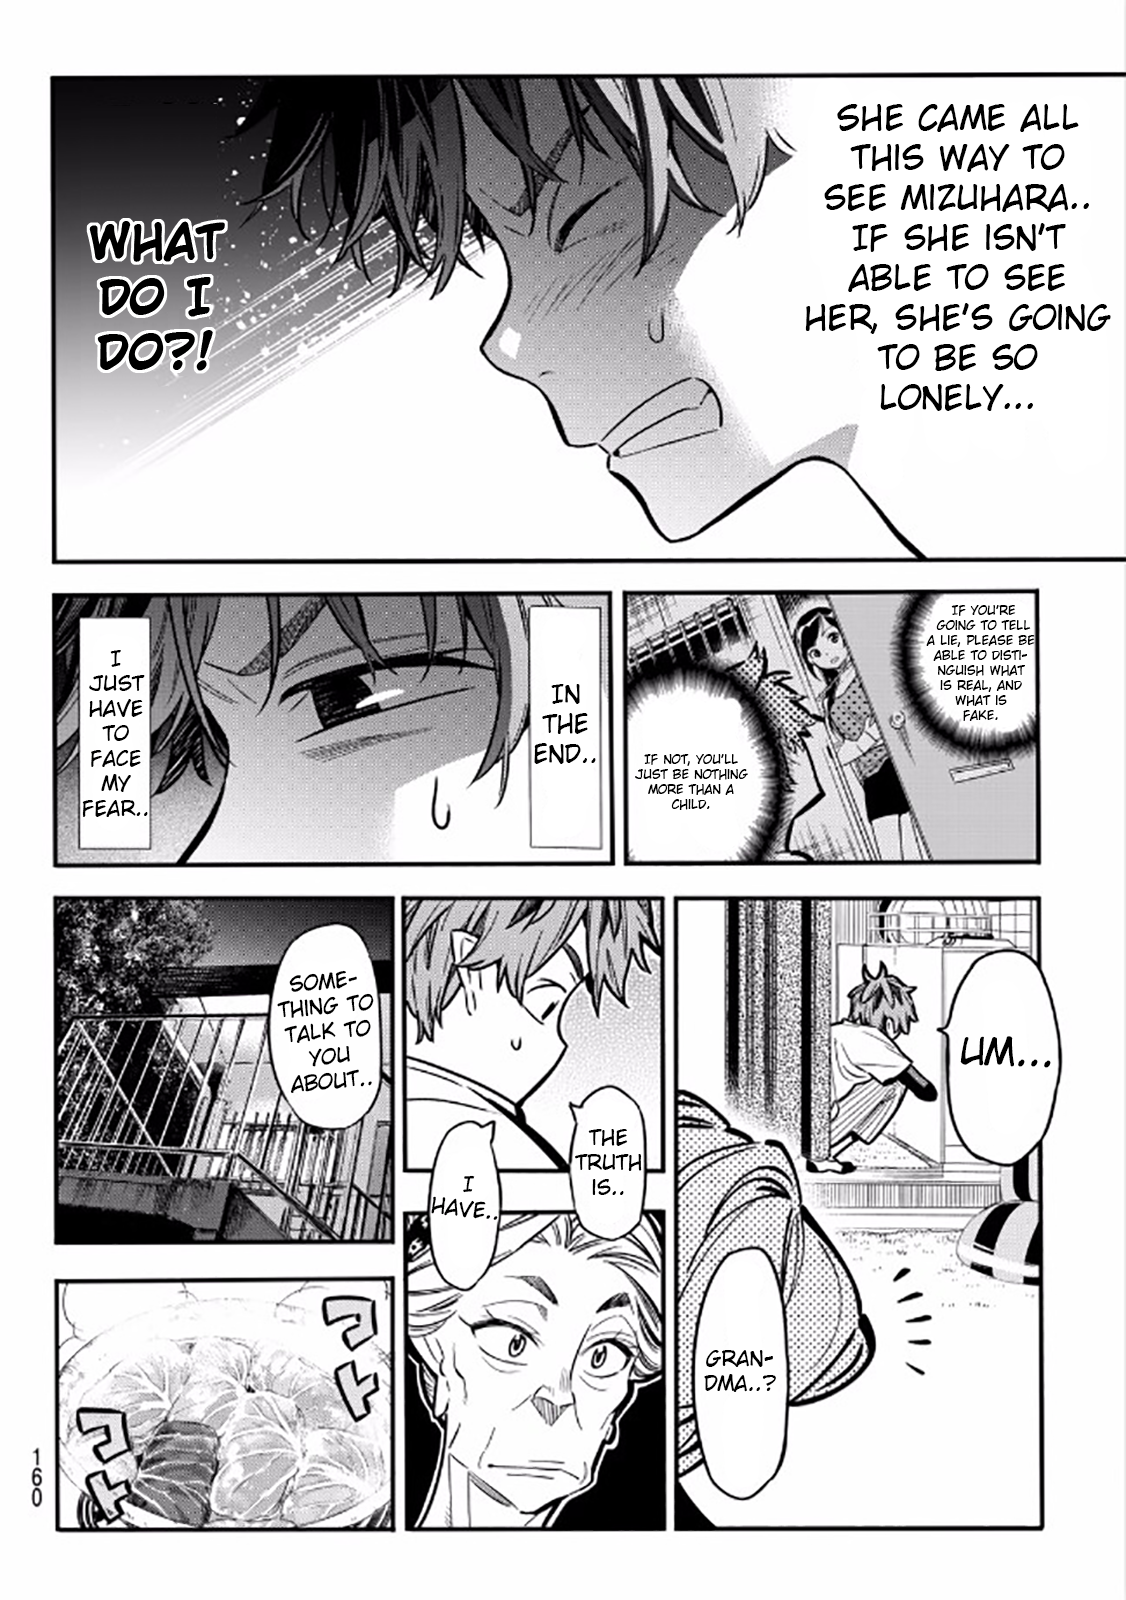 SHE CAME ALL
THIS WAY TO
SEE MIZUHARA..
IF SHE ISN'T
ABLE TO SEE
HER, SHE'S GOING
TO BE SO
LONELY...
WHAT
DO I
DO?!
IF YOU'RE
GOING TO TELL
A LIE, PLEASE BE
ABLE TO DISTI-
NGUISH WHAT
IS REAL, AND
WHAT IS
FAKE.
IF NOT, YOU'LL
JUST BE NOTHING
MORE THAN A
CHILD.
IN
THE
END..
I
JUST
HAVE
TO
FACE
MY
FEAR..
UM...
GRAN-
DMA..?
THE
TRUTH
IS..
I
HAVE..
SOME-
THING TO
TALK TO
YOU
ABOUT..
コト
コト
160